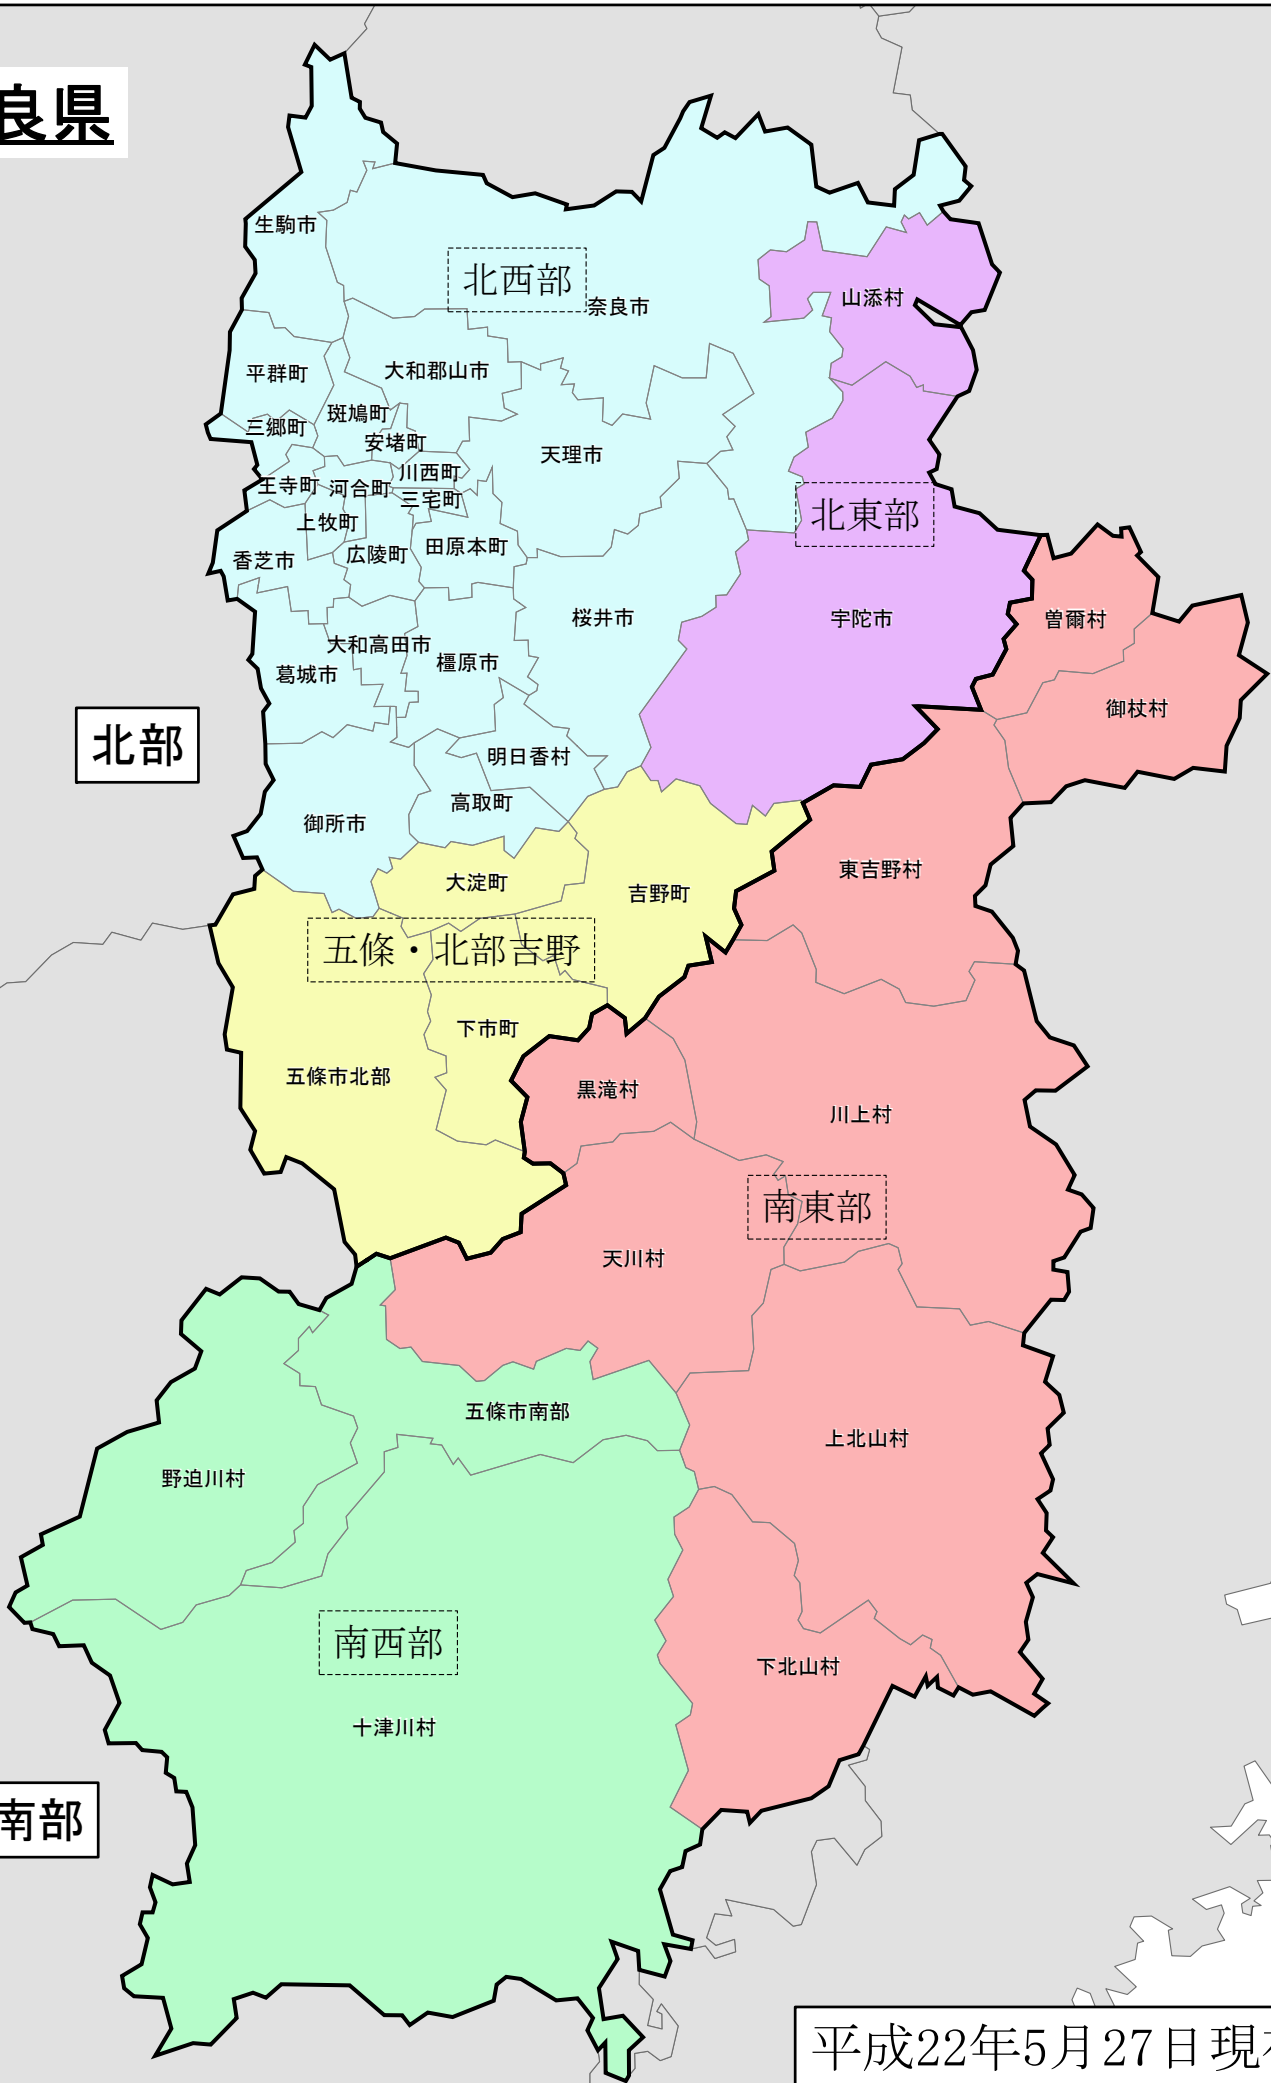 良県
生駒市
北西部
奈良市
山添村
平群町
大和郡山市
斑鳩町
三郷町
安堵町
天理市
川西町
王寺町
河合町
三宅町
上牧町
北東部
田原本町
広陵町
香芝市
桜井市
宇陀市
曽爾村
大和高田市
橿原市
葛城市
御杖村
北部
明日香村
高取町
御所市
東吉野村
大淀町
吉野町
五條・北部吉野
下市町
五條市北部
黒滝村
川上村
南東部
天川村
五條市南部
上北山村
野迫川村
南西部
下北山村
十津川村
南部
平成22年5月27日現